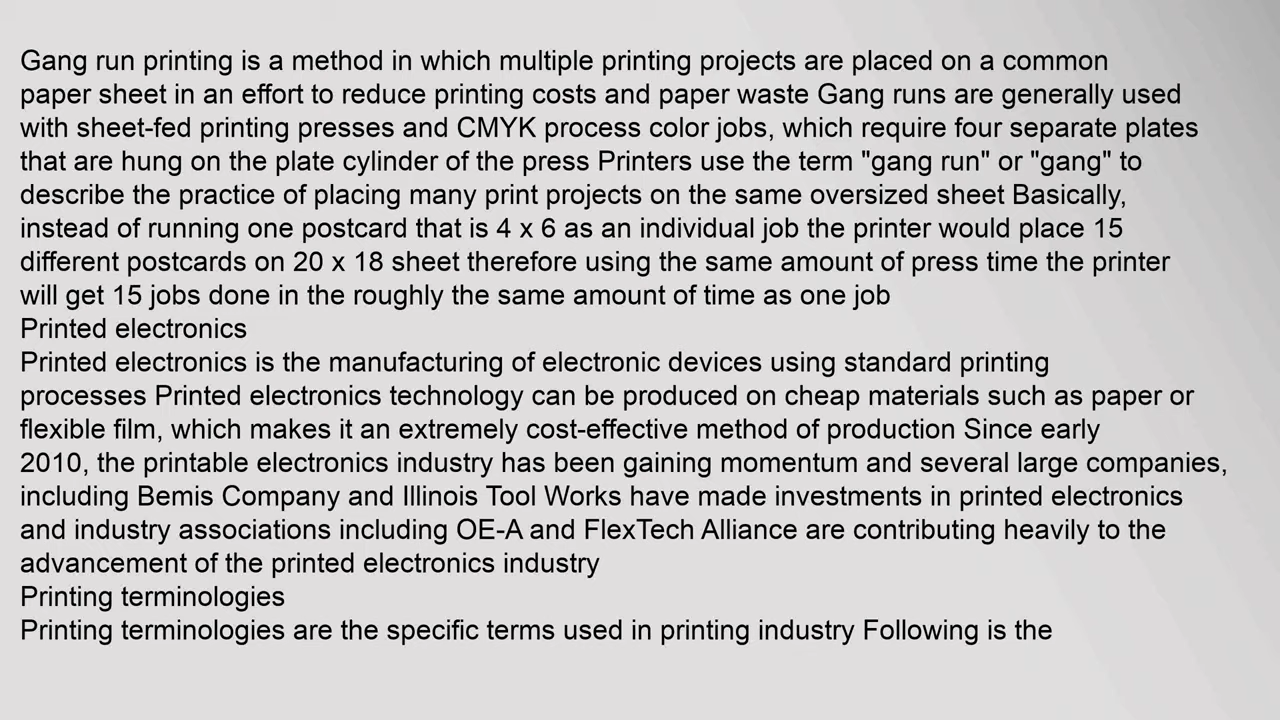 Gang run printing is a method in which multiple printing projects are placed on a common
paper sheet in an effort to reduce printing costs and paper waste Gang runs are generally used
with sheet-fed printing presses and CMYK process color jobs, which require four separate plates
that are hung on the plate cylinder of the press Printers use the term "gang run" or "gang" to
describe the practice of placing many print projects on the same oversized sheet Basically,
instead of running one postcard that is 4 x 6 as an individual job the printer would place 15
different postcards on 20 x 18 sheet therefore using the same amount of press time the printer
will get 15 jobs done in the roughly the same amount of time as one job
Printed electronics
Printed electronics is the manufacturing of electronic devices using standard printing
processes Printed electronics technology can be produced on cheap materials such as paper or
flexible film, which makes it an extremely cost-effective method of production Since early
2010, the printable electronics industry has been gaining momentum and several large companies,
including Bemis Company and Illinois Tool Works have made investments in printed electronics
and industry associations including OE-A and FlexTech Alliance are contributing heavily to the
advancement of the printed electronics industry
Printing terminologies
Printing terminologies are the specific terms used in printing industry Following is the